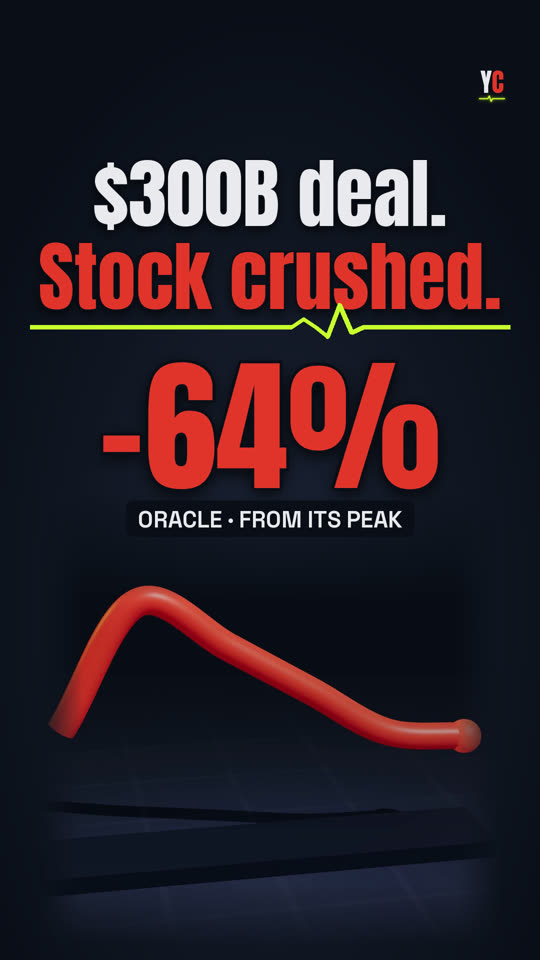 YC
$300B deal.
Stock crushed.
-64%
ORACLE • FROM ITS PEAK